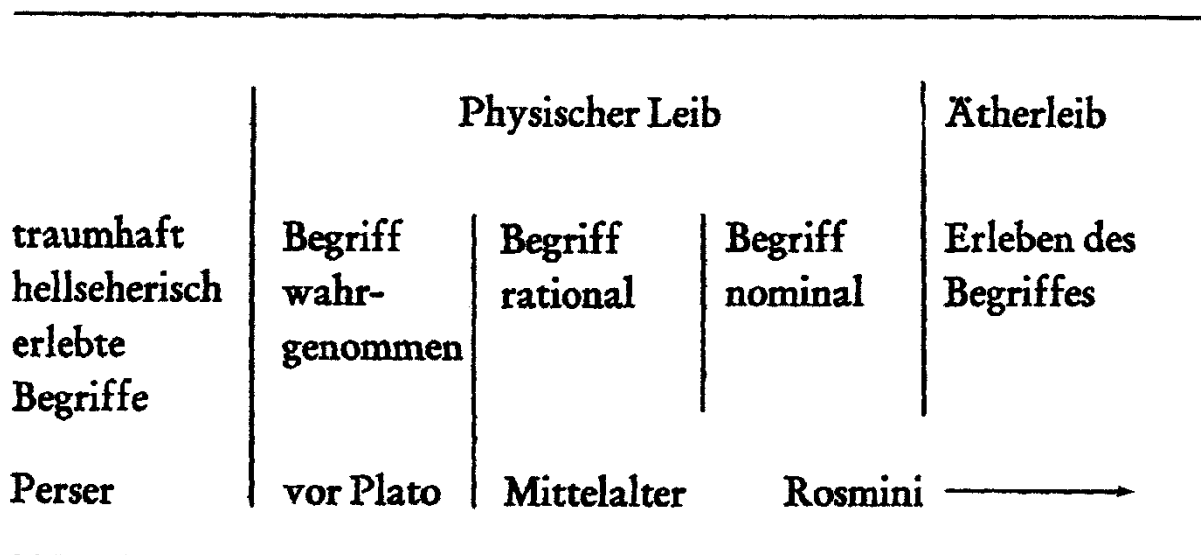 Physischer Leib Ätherleib
traumhaft Begriff Begriff Begriff Erleben des
hellseherisch wahr- rational nominal Begriffes
erlebte genommen
Begriffe
Perser vor Plato Mittelalter Rosmini